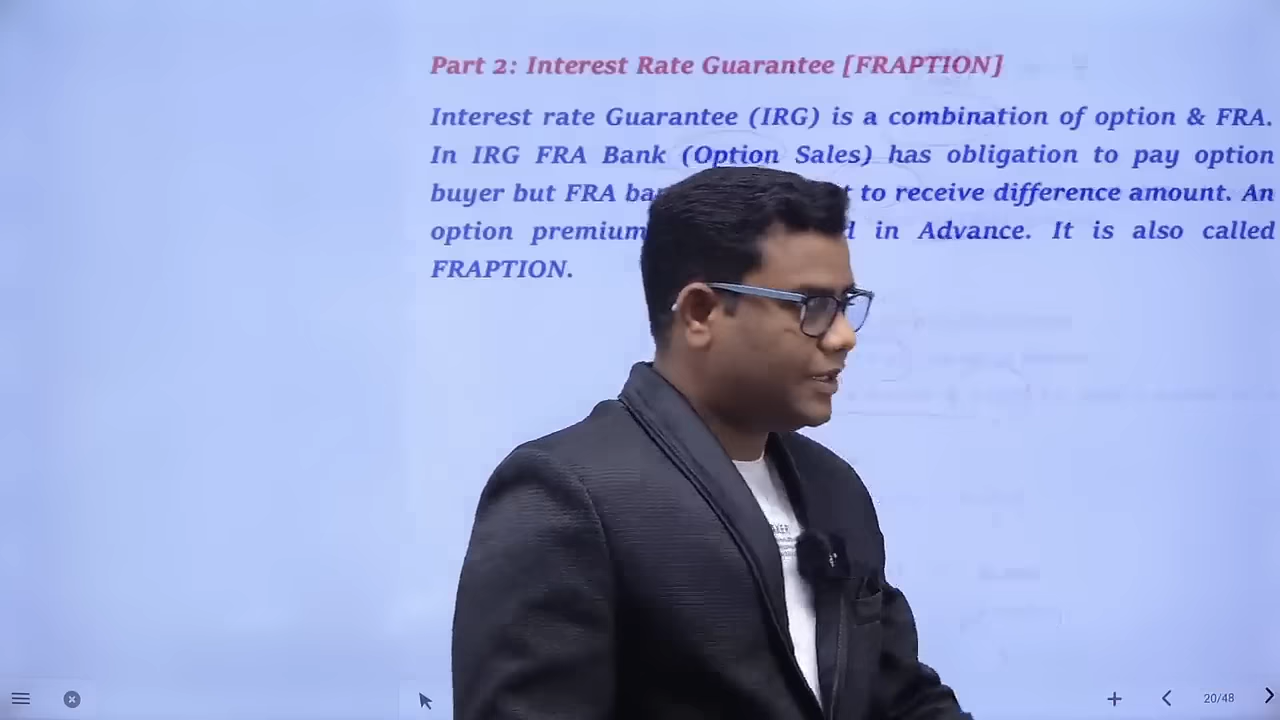 Part 2: Interest Rate Guarantee [FRAPTION]
Interest rate Guarantee (IRG) is a combination of option & FRA.
In IRG FRA Bank (Option Sales) has obligation to pay option
buyer but FRA to receive difference amount. An
option premium in Advance. It is also called
FRAPTION.
20/48